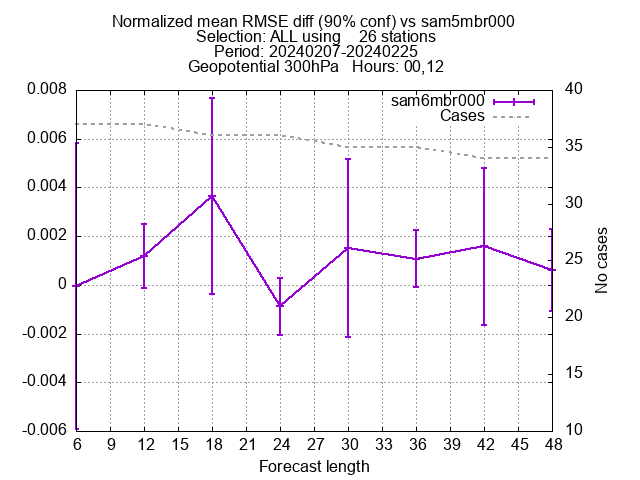 Normalized mean RMSE diff (90% conf) vs sam5mbr000
Selection: ALL using 26 stations
Period: 20240207-20240225
Geopotential 300hPa Hours: 00,12
sam6mbr000
Cases
0.008
0.006
0.004
0.002
0
-0.002
-0.004
-0.006
40
35
30
25
20
15
10
No cases
6 9 12 15 18 21 24 27 30 33 36 39 42 45 48
Forecast length